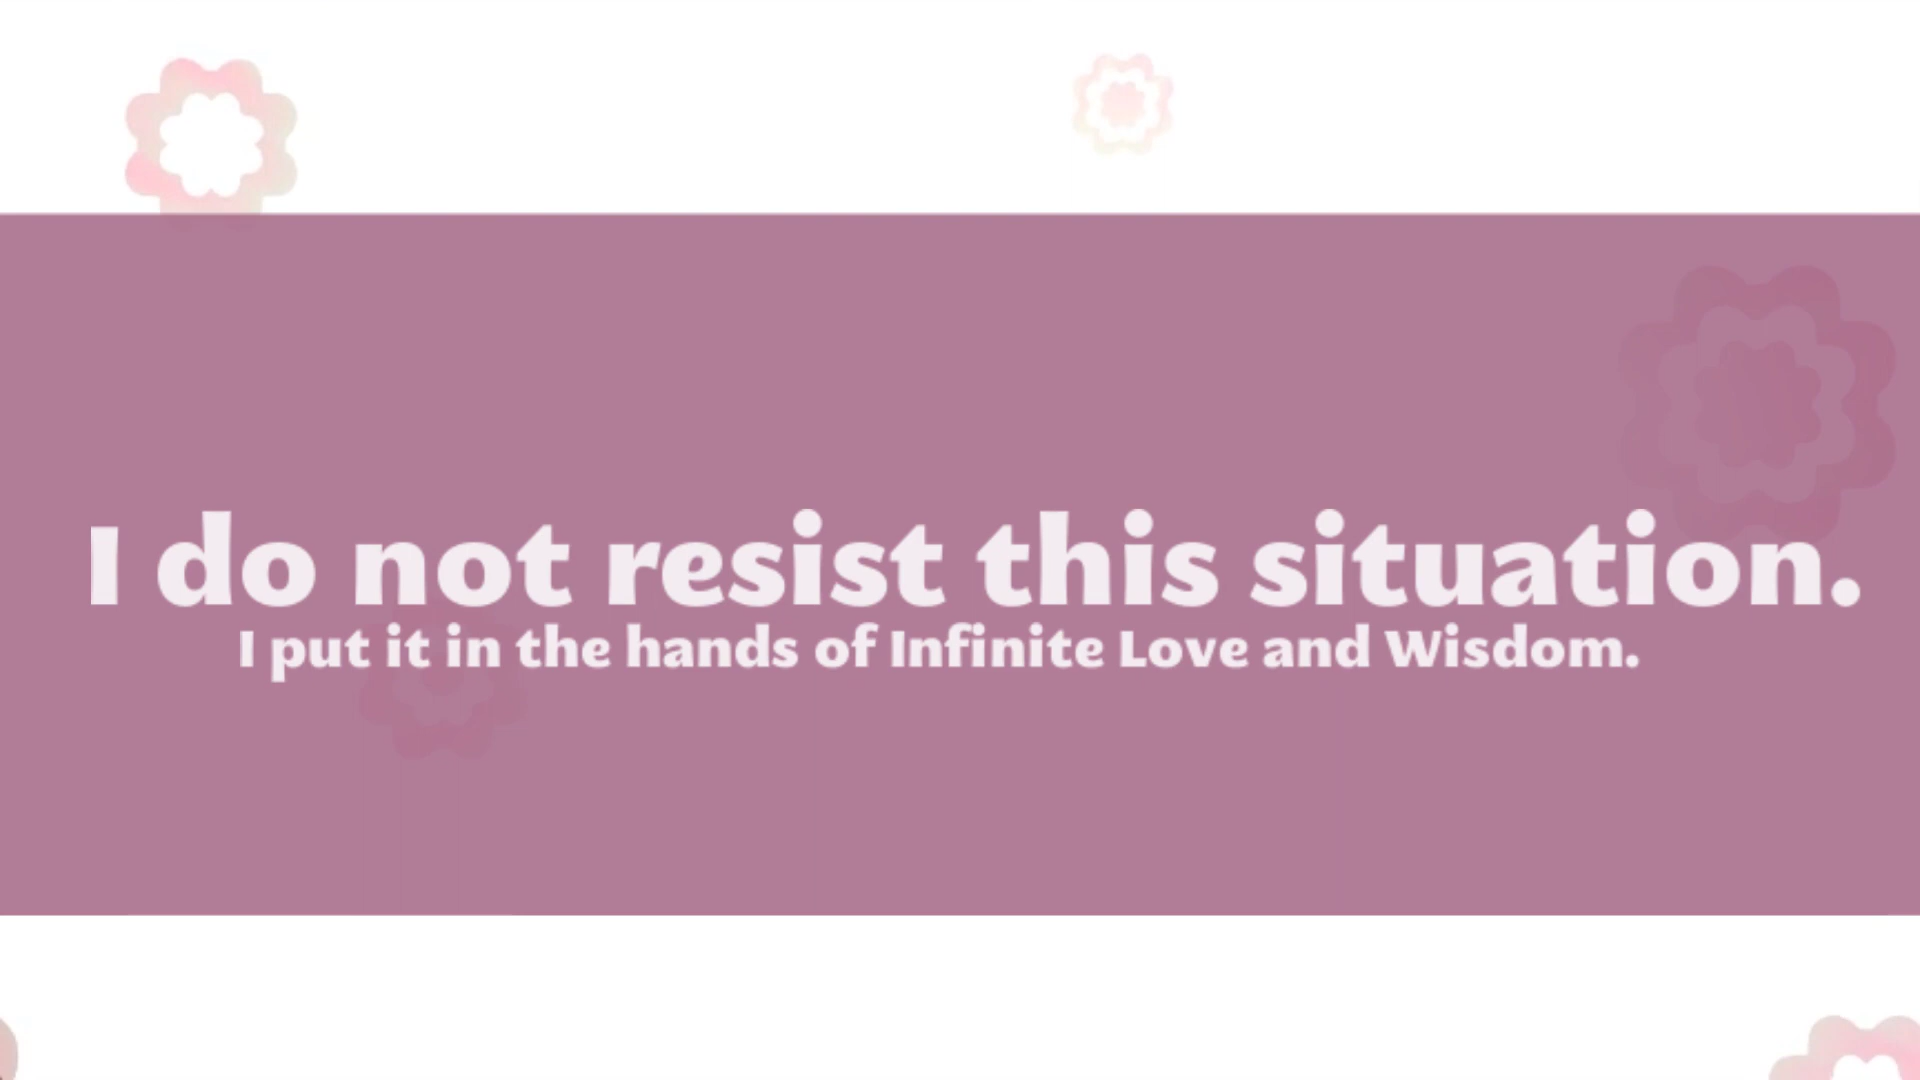 I do not resist this situation.
I put it in the hands of Infinite Love and Wisdom.